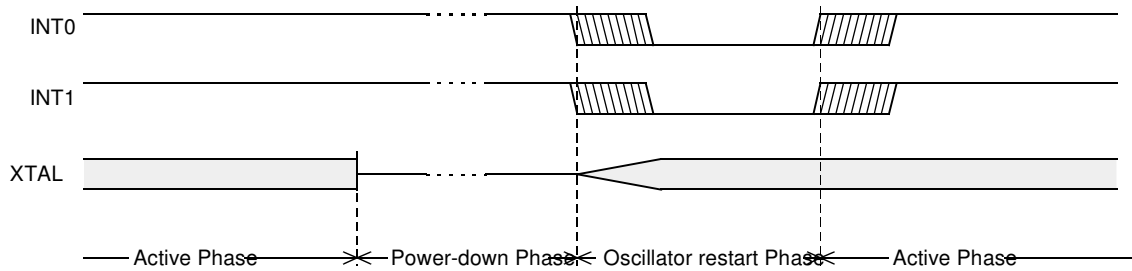 INT0
INT1
XTAL
Active Phase Power-down Phase Oscillator restart Phase Active Phase